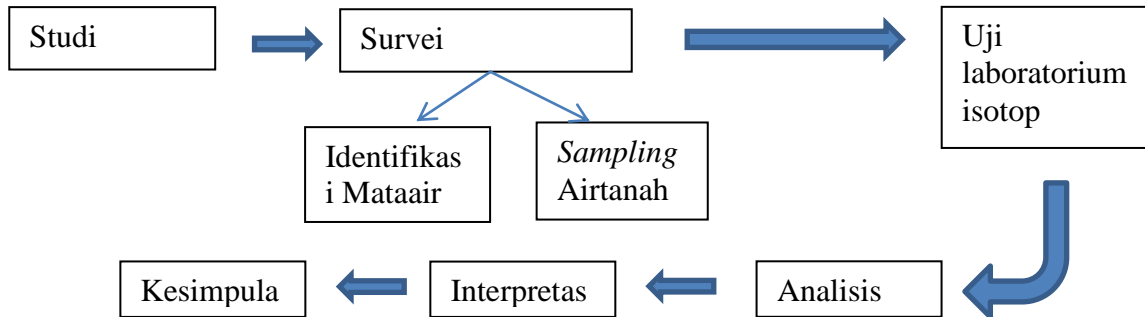 Studi
Survei
Uji
laboratorium
isotop
Identifikas
i Mataair
Sampling
Airtanah
Analisis
Interpretas
Kesimpula